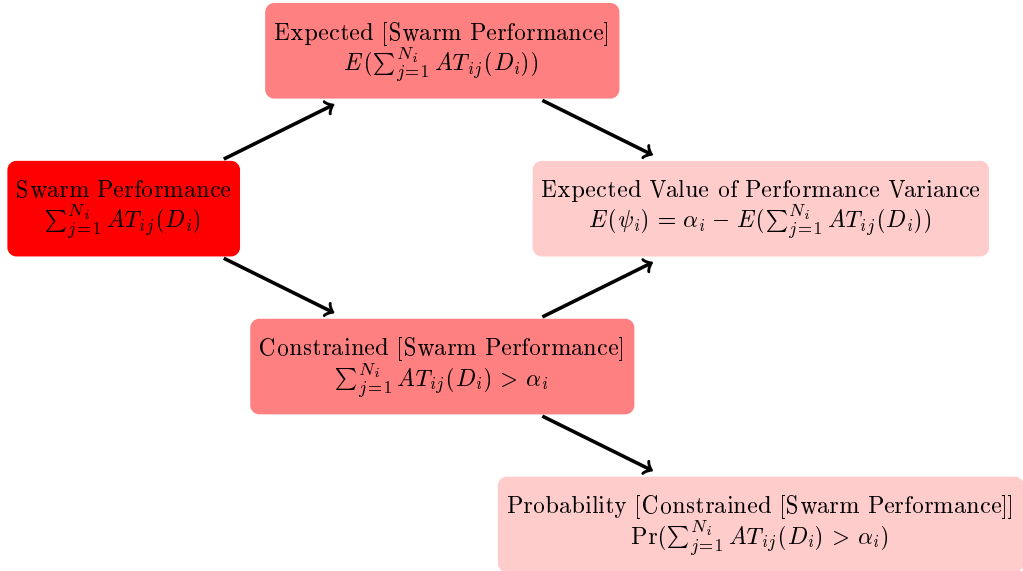 Expected [Swarm Performance]
$E(\sum_{j=1}^{N_i} AT_{ij}(D_i))$
Swarm Performance
$\sum_{j=1}^{N_i} AT_{ij}(D_i)$
Expected Value of Performance Variance
$E(\psi_i) = \alpha_i - E(\sum_{j=1}^{N_i} AT_{ij}(D_i))$
Constrained [Swarm Performance]
$\sum_{j=1}^{N_i} AT_{ij}(D_i) > \alpha_i$
Probability [Constrained [Swarm Performance]]
$\Pr(\sum_{j=1}^{N_i} AT_{ij}(D_i) > \alpha_i)$